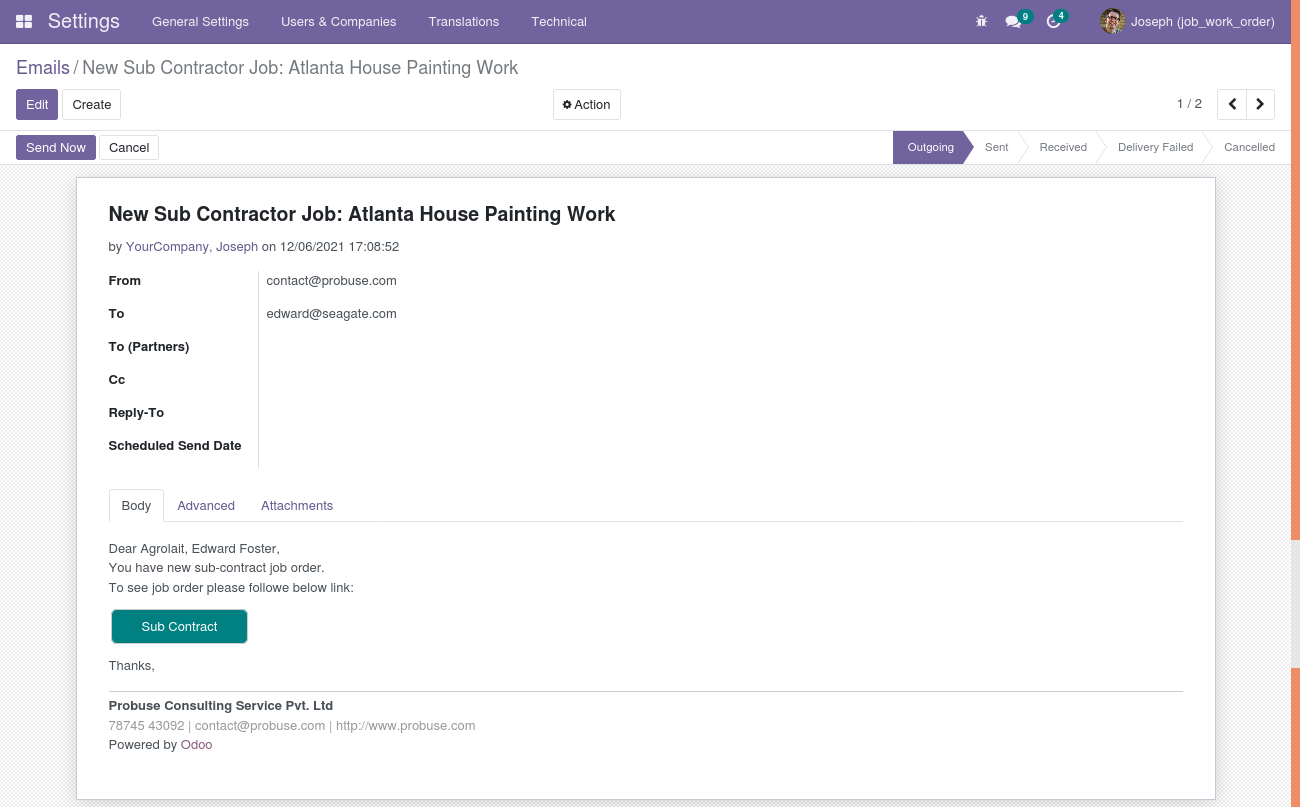 Settings General Settings Users & Companies Translations Technical 9 4 Joseph (job_work_order)
Emails / New Sub Contractor Job: Atlanta House Painting Work
Edit Create Action 1 / 2
Send Now Cancel Outgoing Sent Received Delivery Failed Cancelled
New Sub Contractor Job: Atlanta House Painting Work
by YourCompany, Joseph on 12/06/2021 17:08:52
From contact@probuse.com
To edward@seagate.com
To (Partners)
Cc
Reply-To
Scheduled Send Date
Body Advanced Attachments
Dear Agrolait, Edward Foster,
You have new sub-contract job order.
To see job order please followe below link:
Sub Contract
Thanks,
Probuse Consulting Service Pvt. Ltd
78745 43092 | contact@probuse.com | http://www.probuse.com
Powered by Odoo